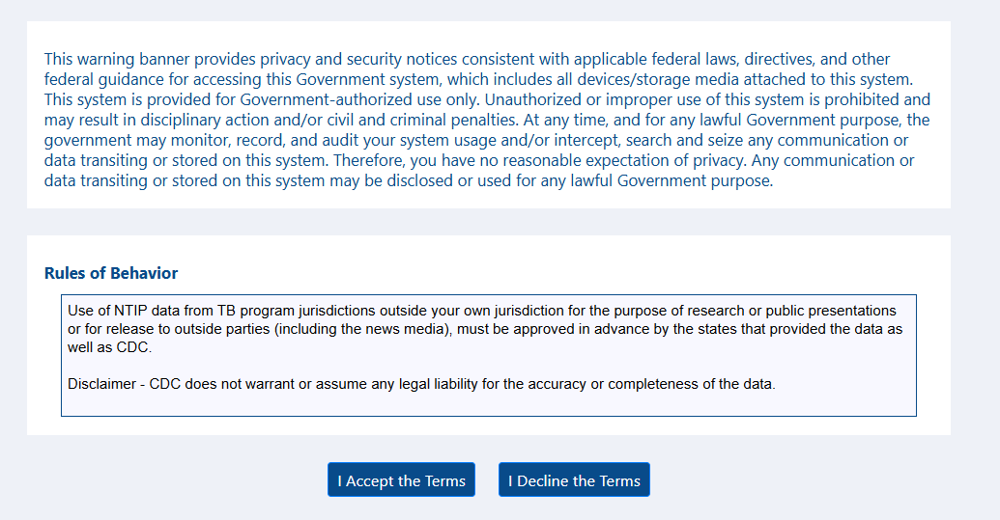 This warning banner provides privacy and security notices consistent with applicable federal laws, directives, and other
federal guidance for accessing this Government system, which includes all devices/storage media attached to this system.
This system is provided for Government-authorized use only. Unauthorized or improper use of this system is prohibited and
may result in disciplinary action and/or civil and criminal penalties. At any time, and for any lawful Government purpose, the
government may monitor, record, and audit your system usage and/or intercept, search and seize any communication or
data transiting or stored on this system. Therefore, you have no reasonable expectation of privacy. Any communication or
data transiting or stored on this system may be disclosed or used for any lawful Government purpose.
Rules of Behavior
Use of NTIP data from TB program jurisdictions outside your own jurisdiction for the purpose of research or public presentations
or for release to outside parties (including the news media), must be approved in advance by the states that provided the data as
well as CDC.
Disclaimer - CDC does not warrant or assume any legal liability for the accuracy or completeness of the data.
I Accept the Terms
I Decline the Terms